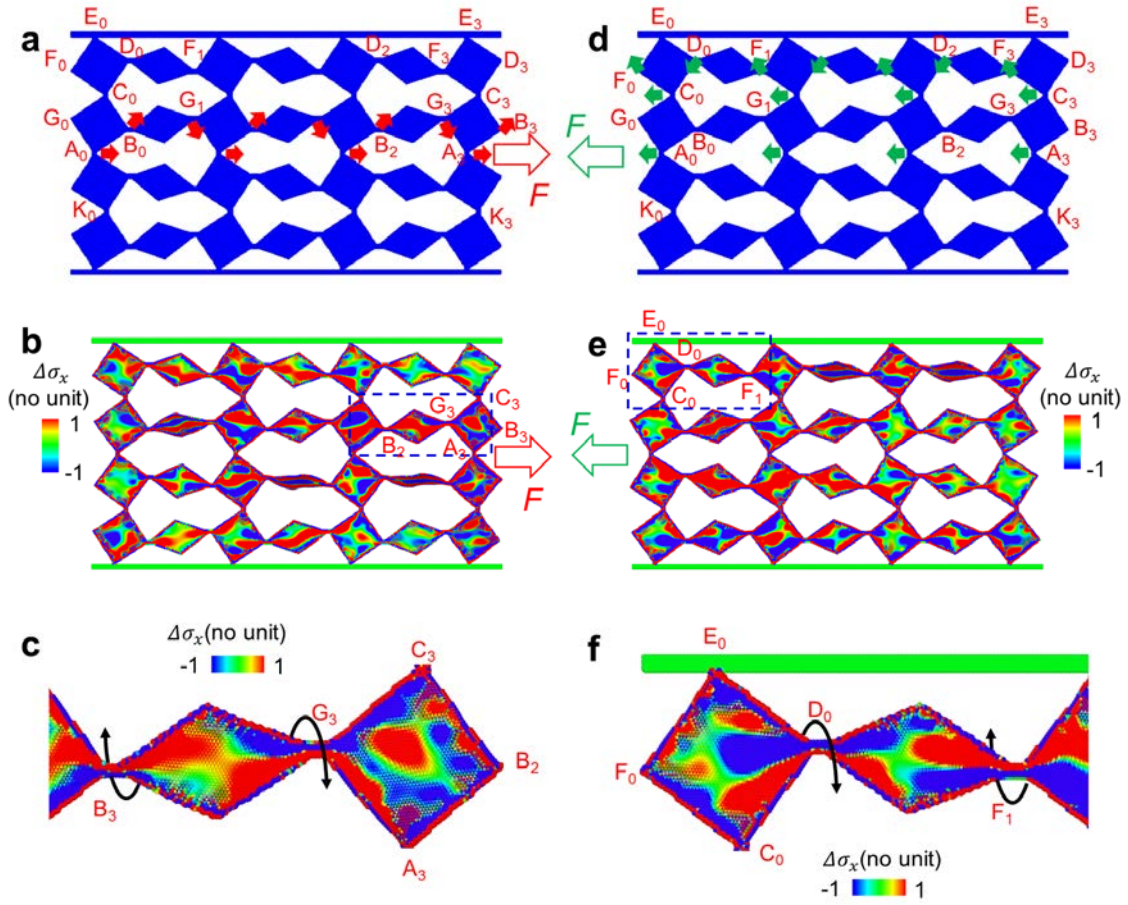 a
E0
E3
F0
D0
F1
D2
F3
D3
C0
G1
G3
C3
G0
B3
A0
B0
B2
A3
F
K0
K3
d
E0
E3
D0
F1
D2
F3
D3
F0
C0
G1
G3
C3
G0
B3
F
A0
B0
B2
A3
K0
K3
b
Δσx
(no unit)
1
-1
G3
C3
B3
B2
A3
F
e
E0
D0
F0
C0
F1
F
Δσx
(no unit)
1
-1
c
Δσx(no unit)
-1
1
C3
G3
B2
B3
A3
f
E0
D0
F0
F1
C0
Δσx(no unit)
-1
1